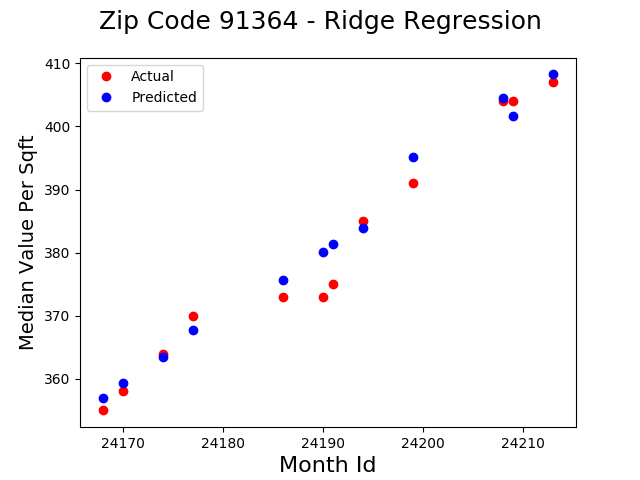 Zip Code 91364 - Ridge Regression
Actual
Predicted
Median Value Per Sqft
410
400
390
380
370
360
24170
24180
24190
24200
24210
Month Id